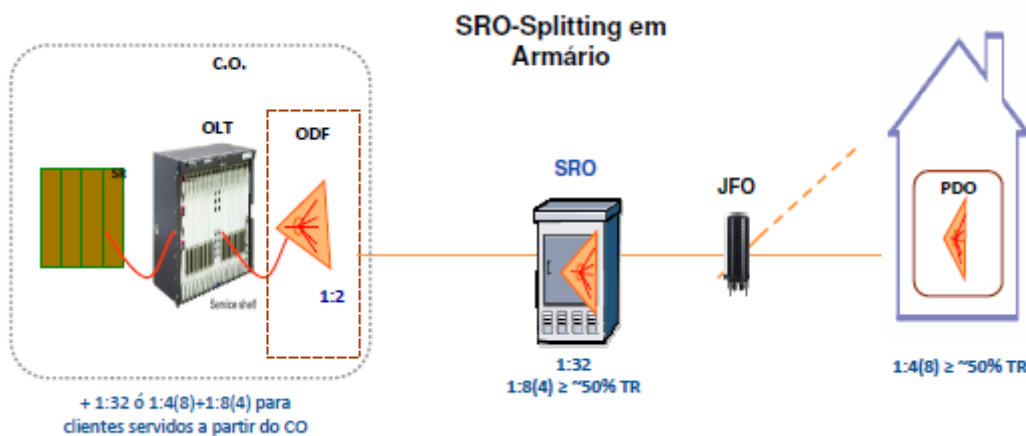 SRO-Splitting em
Armário
C.O.
OLT
ODF
SR
Service shelf
1:2
SRO
JFO
PDO
1:32
1:8(4) ≥ ~50% TR
1:4(8) ≥ ~50% TR
+ 1:32 ó 1:4(8)+1:8(4) para
clientes servidos a partir do CO